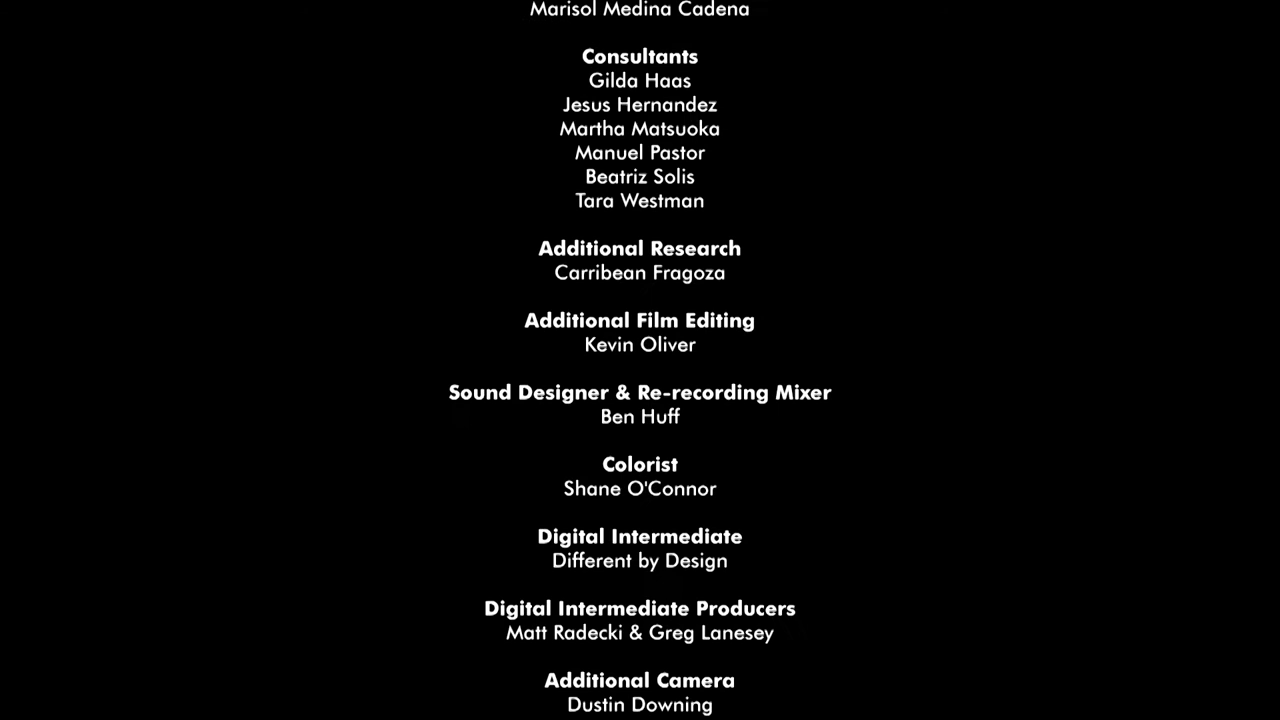 Marisol Medina Cadena
Consultants
Gilda Haas
Jesus Hernandez
Martha Matsuoka
Manuel Pastor
Beatriz Solis
Tara Westman
Additional Research
Carribean Fragoza
Additional Film Editing
Kevin Oliver
Sound Designer & Re-recording Mixer
Ben Huff
Colorist
Shane O'Connor
Digital Intermediate
Different by Design
Digital Intermediate Producers
Matt Radecki & Greg Lanesey
Additional Camera
Dustin Downing